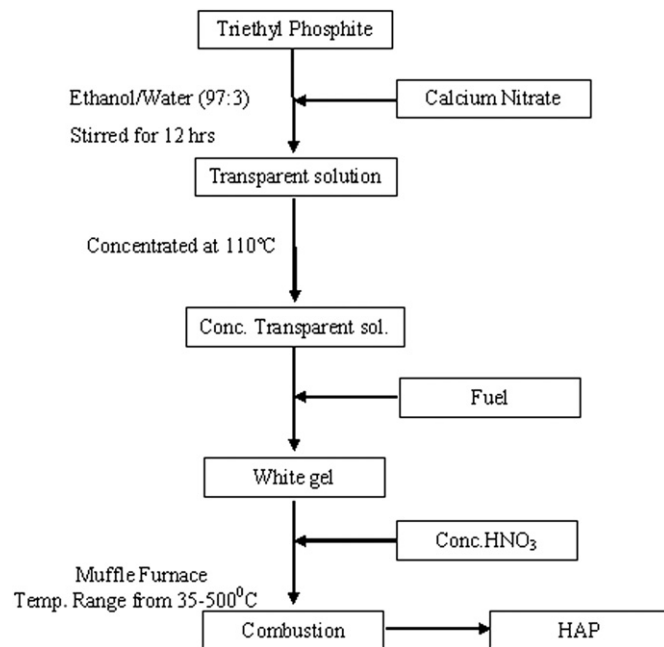 Triethyl Phosphite
Ethanol/Water (97:3)
Calcium Nitrate
Stirred for 12 hrs
Transparent solution
Concentrated at 110°C
Conc. Transparent sol.
Fuel
White gel
Conc.HNO₃
Muffle Furnace
Temp. Range from 35-500⁰C
Combustion
HAP